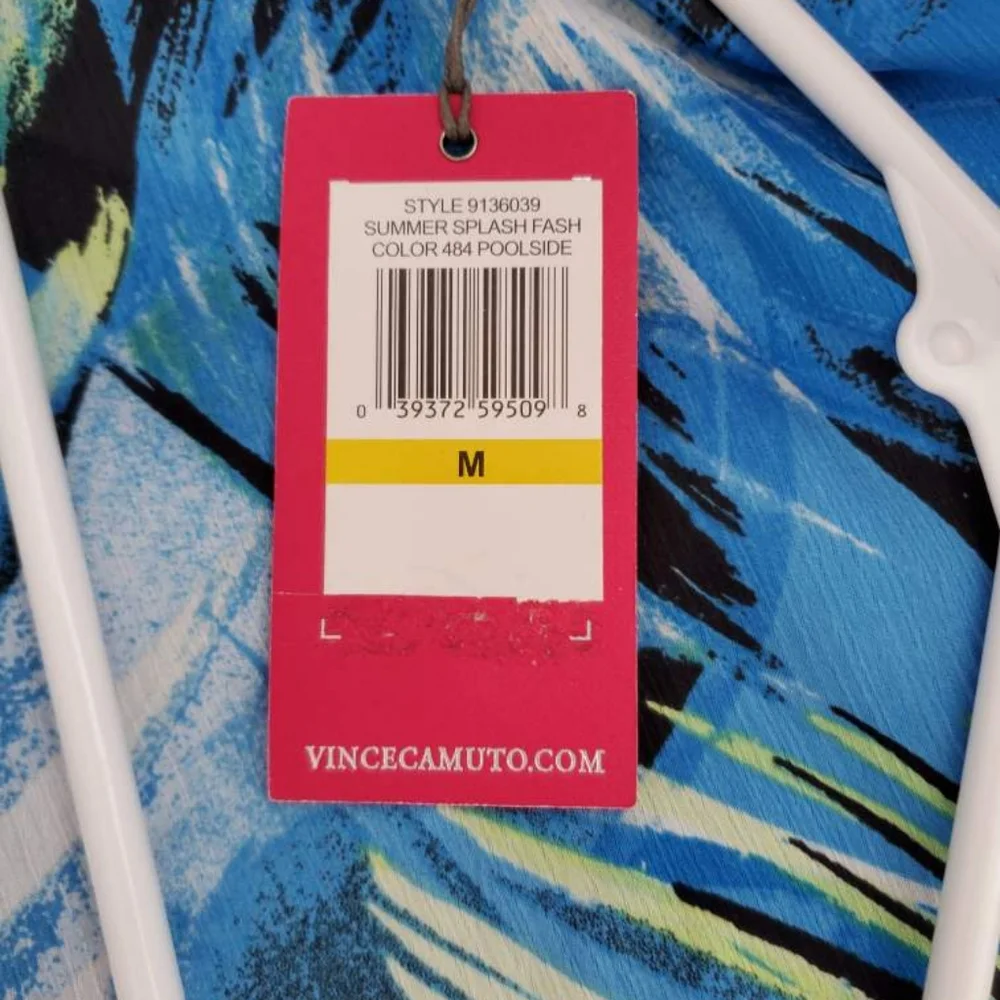 STYLE 9136039
SUMMER SPLASH FASH
COLOR 484 POOLSIDE
0 39372 59509 8
M
VINCECAMUTO.COM